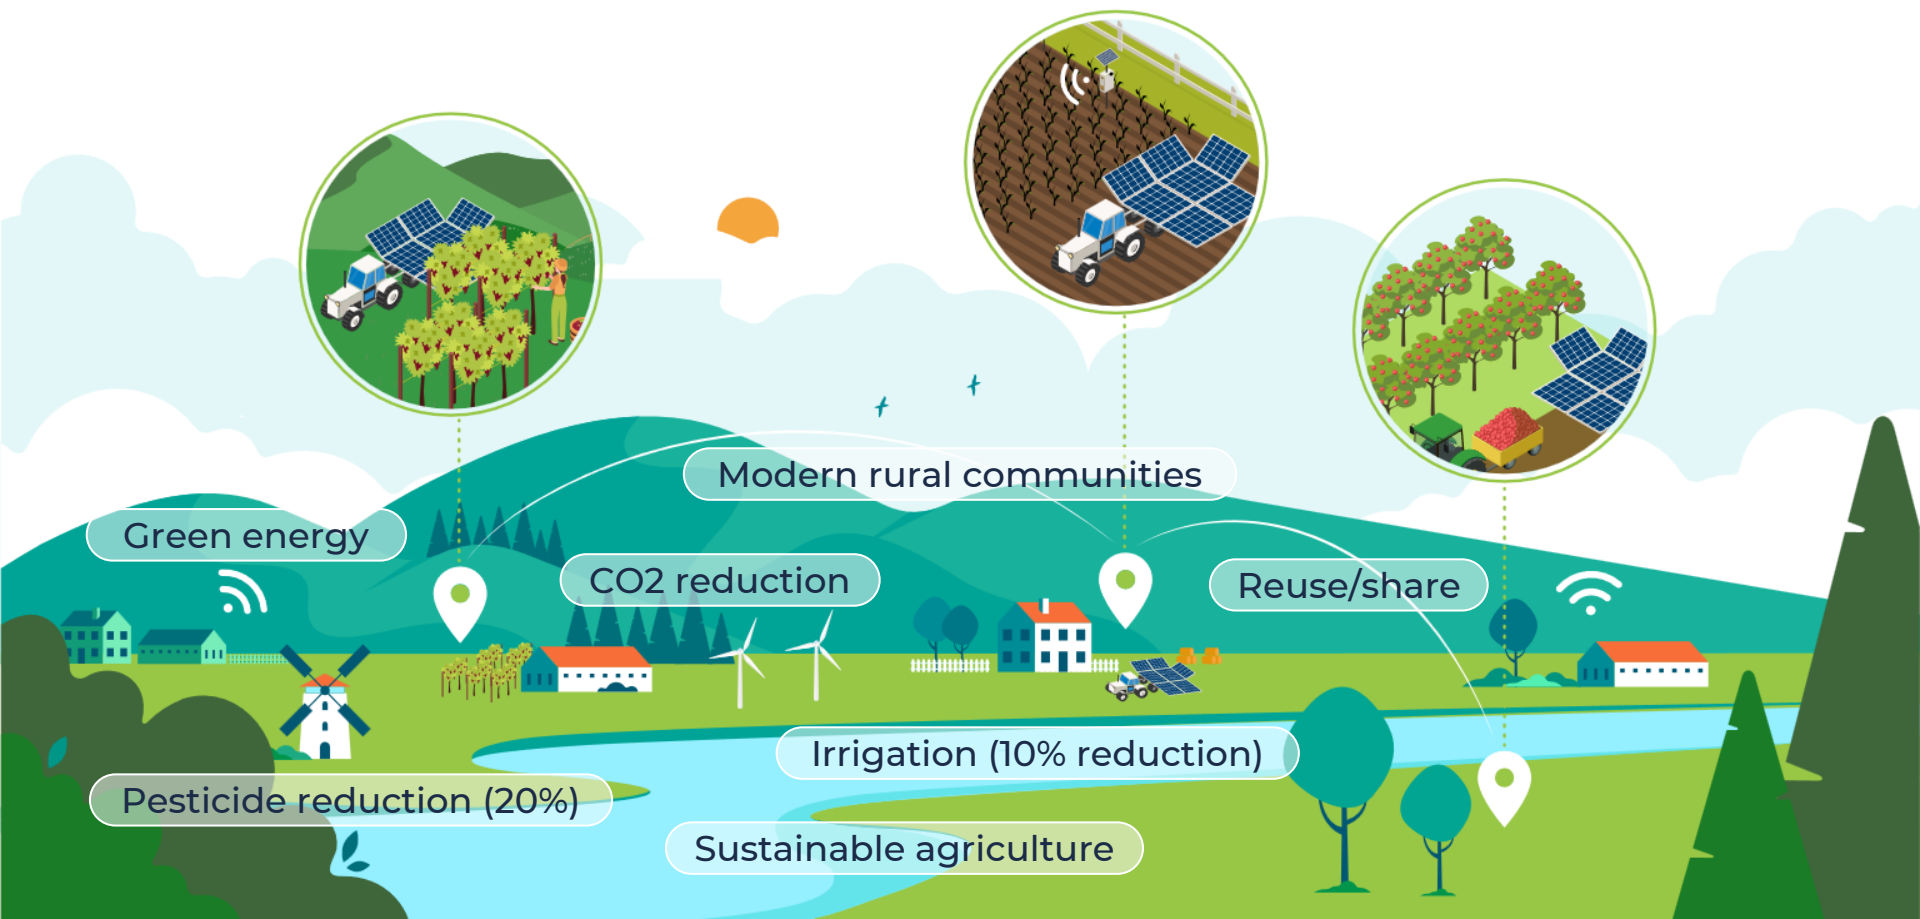 Modern rural communities
Green energy
CO2 reduction
Reuse/share
Irrigation (10% reduction)
Pesticide reduction (20%)
Sustainable agriculture